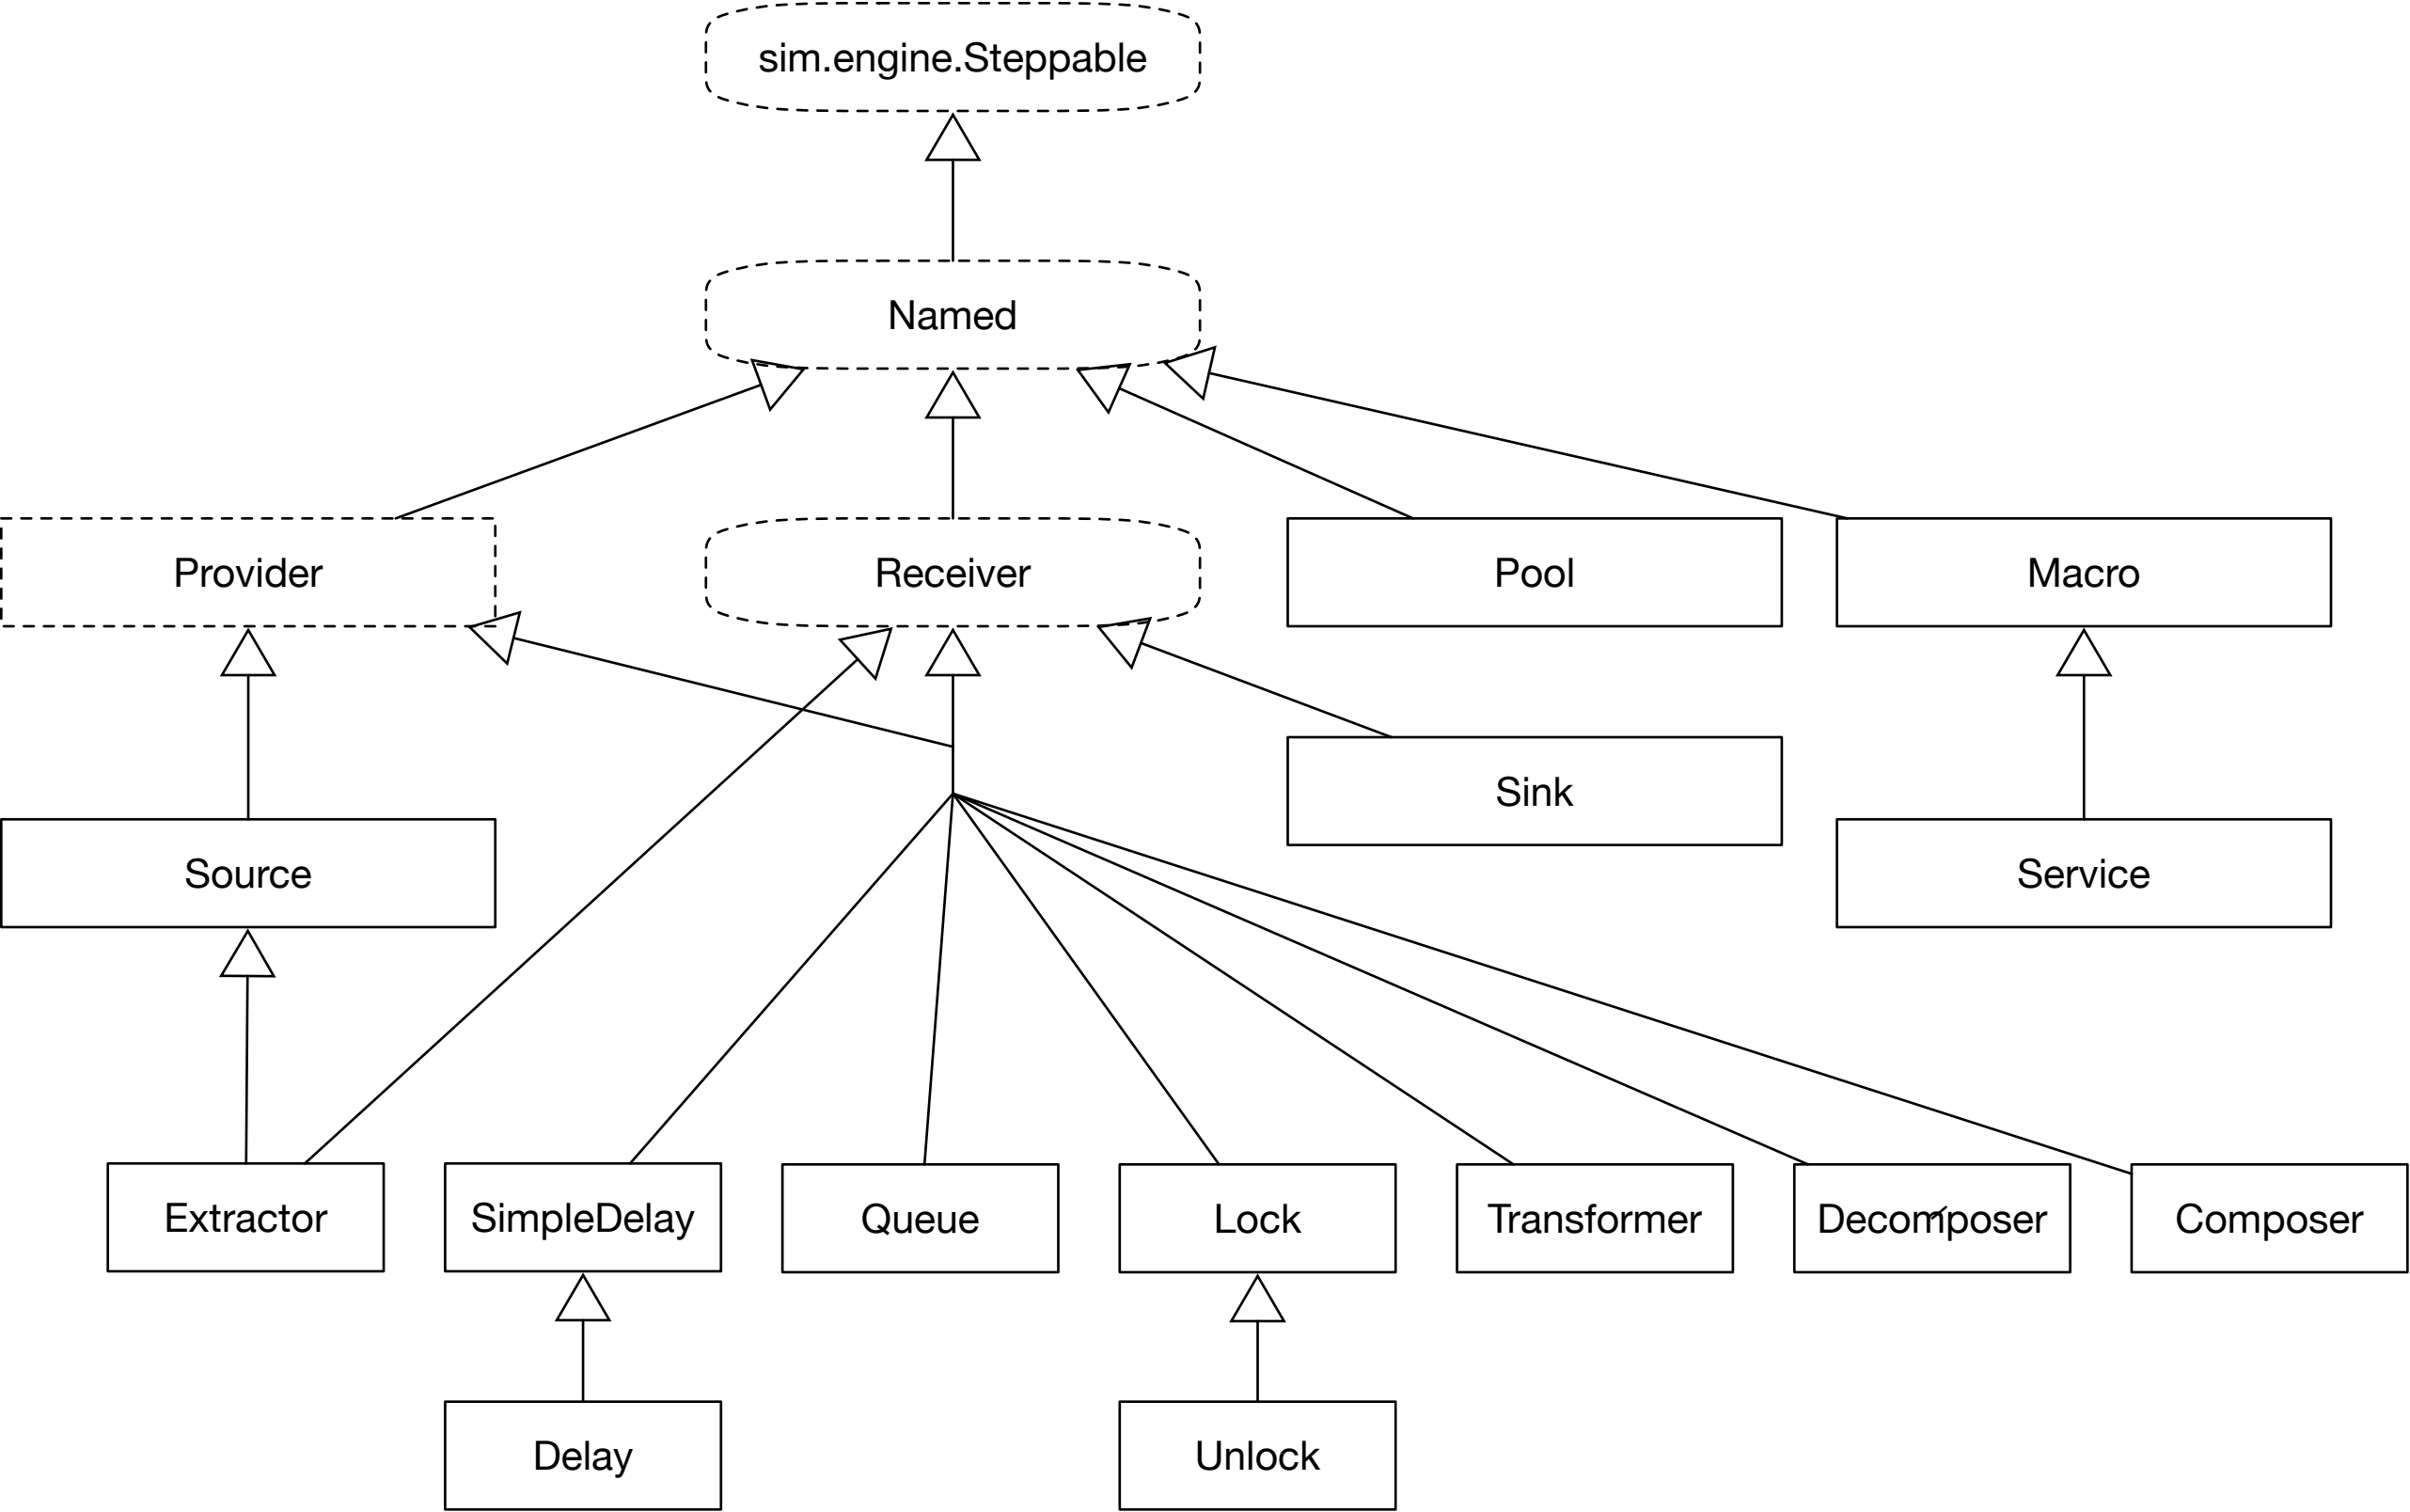 sim.engine.Steppable
Named
Provider
Receiver
Pool
Macro
Sink
Source
Service
Extractor
SimpleDelay
Queue
Lock
Transformer
Decomposer
Composer
Delay
Unlock